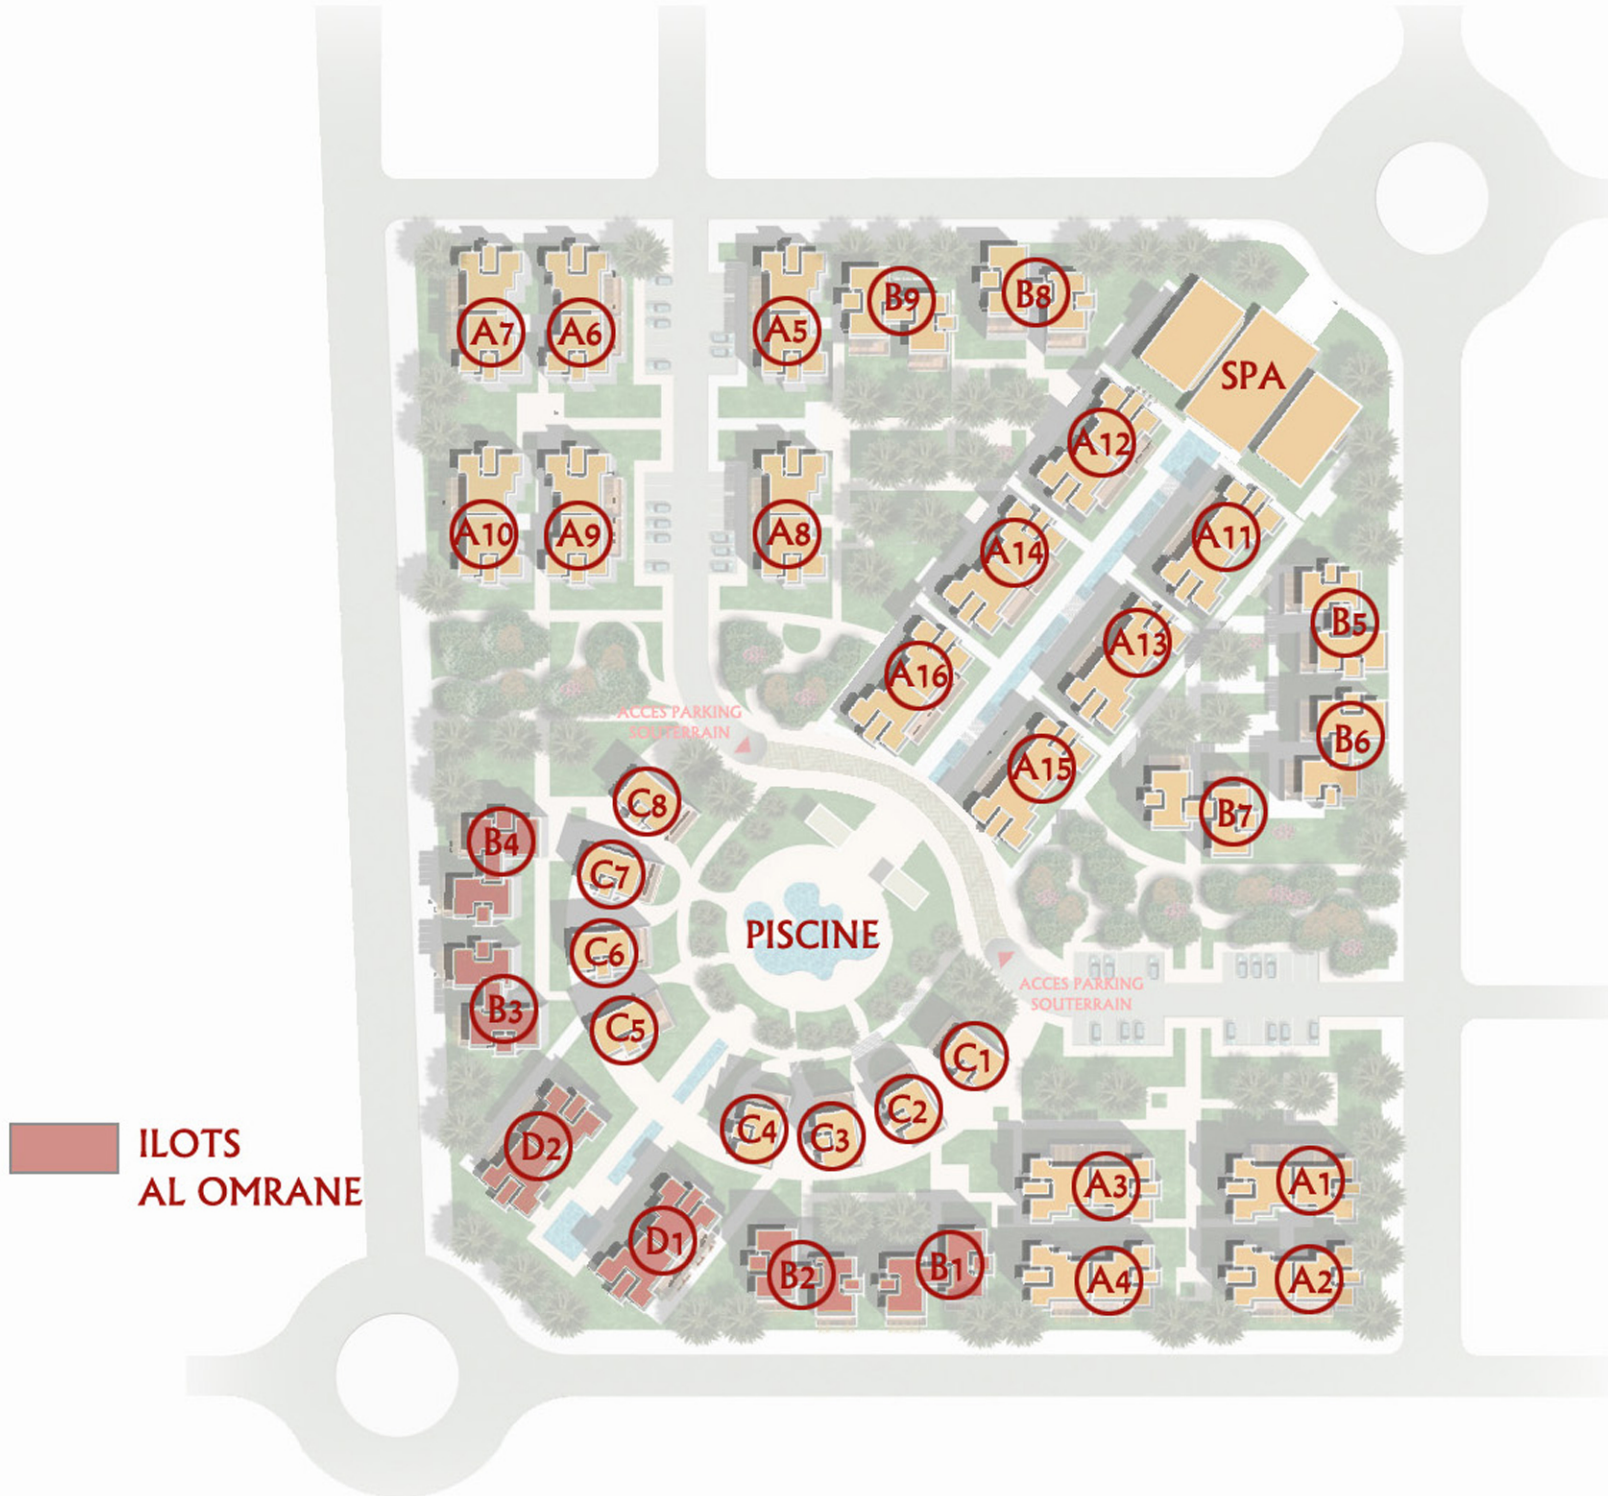 B9
B8
A7
A6
A5
SPA
A12
A10
A9
A8
A14
A11
B5
A13
A16
ACCES PARKING
SOUTERRAIN
B6
A15
C8
B7
B4
C7
PISCINE
C6
ACCES PARKING
SOUTERRAIN
B3
C5
C1
C2
C4
C3
ILOTS
AL OMRANE
D2
A3
A1
D1
B2
B1
A4
A2